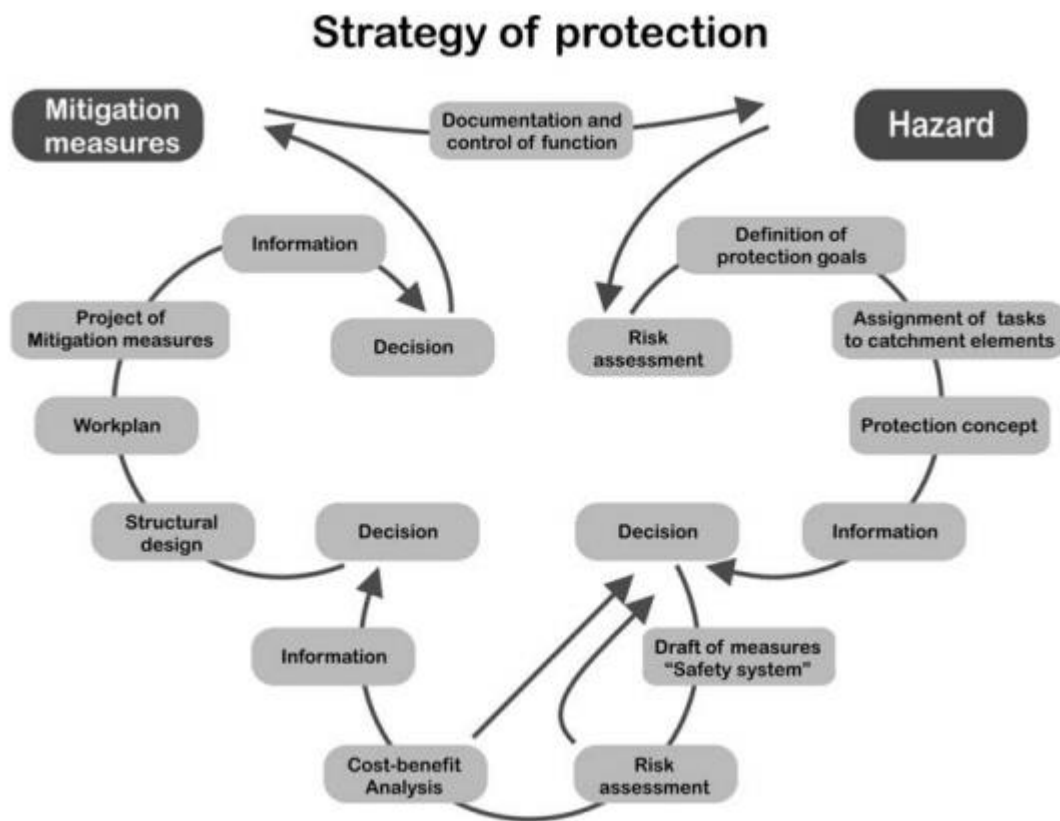 Strategy of protection
Mitigation
measures
Documentation and
control of function
Hazard
Information
Definition of
protection goals
Project of
Mitigation measures
Decision
Risk
assessment
Assignment of tasks
to catchment elements
Workplan
Protection concept
Structural
design
Decision
Decision
Information
Information
Draft of measures
“Safety system”
Cost-benefit
Analysis
Risk
assessment